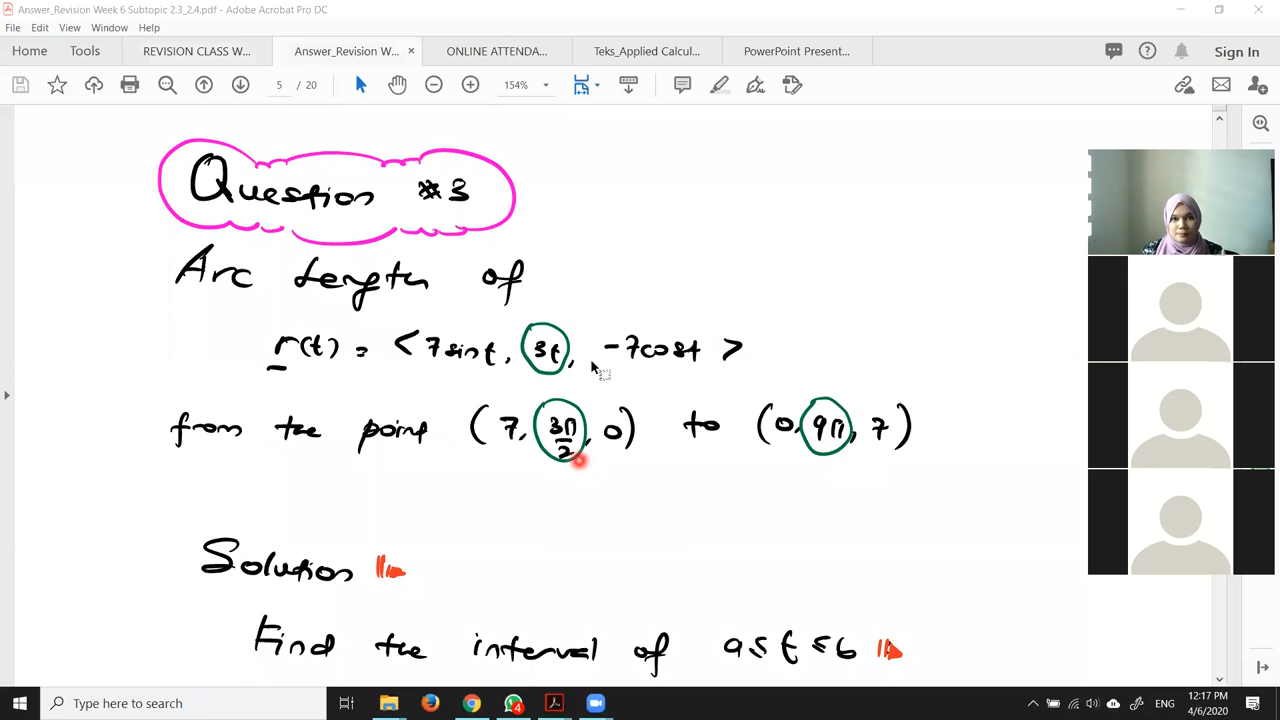 Answer_Revision Week 6 Subtopic 2.3_2.4.pdf - Adobe Acrobat Pro DC
File Edit View Window Help
Home Tools REVISION CLASS W... Answer_Revision W... × ONLINE ATTENDA... Teks_Applied Calcul... PowerPoint Present... Sign In
5 / 20 154%
Question #3
Arc Length of
r(t) = < 7sint, 3t, -7cost >
from the point (7, 3π/2, 0) to (0, 9π, 7)
Solution
Find the interval of a≤t≤b
Type here to search
4
ENG
12:17 PM
4/6/2020